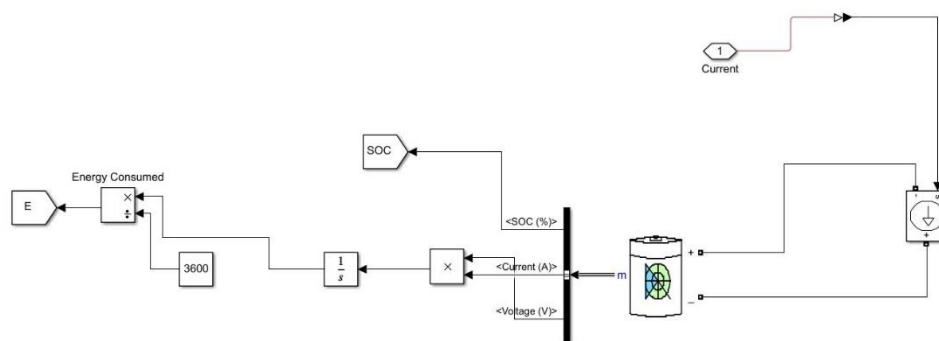 1
Current
SOC
Energy Consumed
E
×
÷
3600
1
s
×
<SOC (%)>
<Current (A)>
<Voltage (V)>
m
+
_
-
s
+